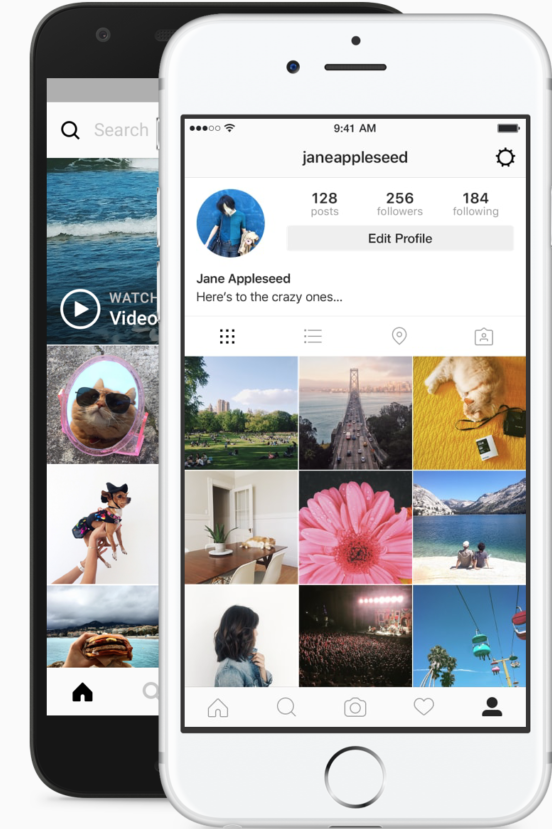 Search
WATCH
Video
9:41 AM
janeappleseed
128
256
184
posts
followers
following
Edit Profile
Jane Appleseed
Here's to the crazy ones...